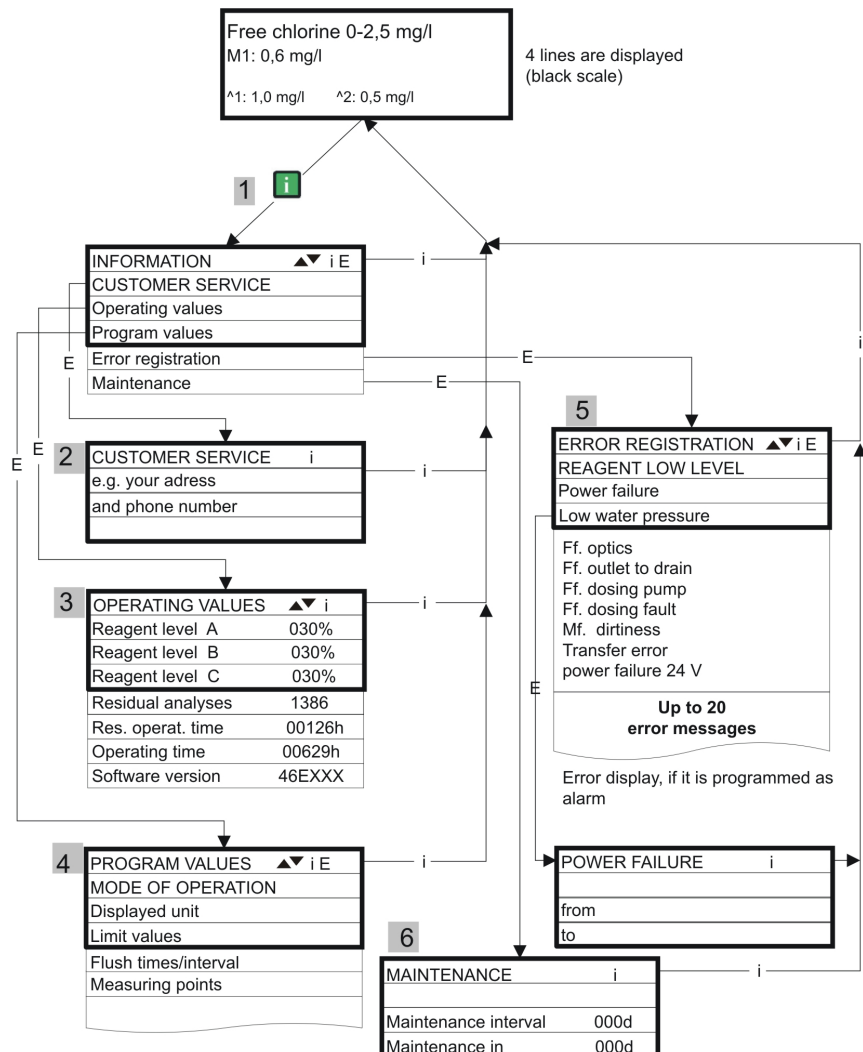 Free chlorine 0-2,5 mg/l
M1: 0,6 mg/l
^1: 1,0 mg/l ^2: 0,5 mg/l
4 lines are displayed
(black scale)
1 i
INFORMATION ▲▼ i E
CUSTOMER SERVICE
Operating values
Program values
Error registration
Maintenance
i
E
E
E
E
E
i
2
CUSTOMER SERVICE i
e.g. your adress
and phone number
i
3
OPERATING VALUES ▲▼ i
Reagent level A 030%
Reagent level B 030%
Reagent level C 030%
Residual analyses 1386
Res. operat. time 00126h
Operating time 00629h
Software version 46EXXX
i
4
PROGRAM VALUES ▲▼ i E
MODE OF OPERATION
Displayed unit
Limit values
Flush times/interval
Measuring points
i
5
ERROR REGISTRATION ▲▼ i E
REAGENT LOW LEVEL
Power failure
Low water pressure
Ff. optics
Ff. outlet to drain
Ff. dosing pump
Ff. dosing fault
Mf. dirtiness
Transfer error
power failure 24 V
E
Up to 20
error messages
Error display, if it is programmed as
alarm
POWER FAILURE i
from
to
6
MAINTENANCE i
Maintenance interval 000d
Maintenance in 000d
i